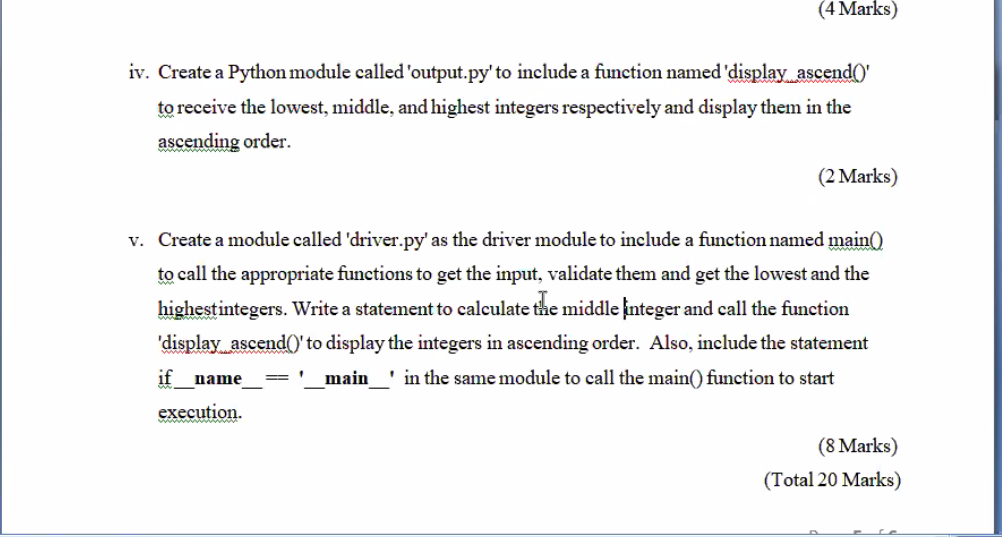 (4 Marks)
iv. Create a Python module called 'output.py' to include a function named 'display_ascend()'
to receive the lowest, middle, and highest integers respectively and display them in the
ascending order.
(2 Marks)
v. Create a module called 'driver.py' as the driver module to include a function named main()
to call the appropriate functions to get the input, validate them and get the lowest and the
highest integers. Write a statement to calculate the middle integer and call the function
'display_ascend()' to display the integers in ascending order. Also, include the statement
if __name__ == '__main__' in the same module to call the main() function to start
execution.
(8 Marks)
(Total 20 Marks)